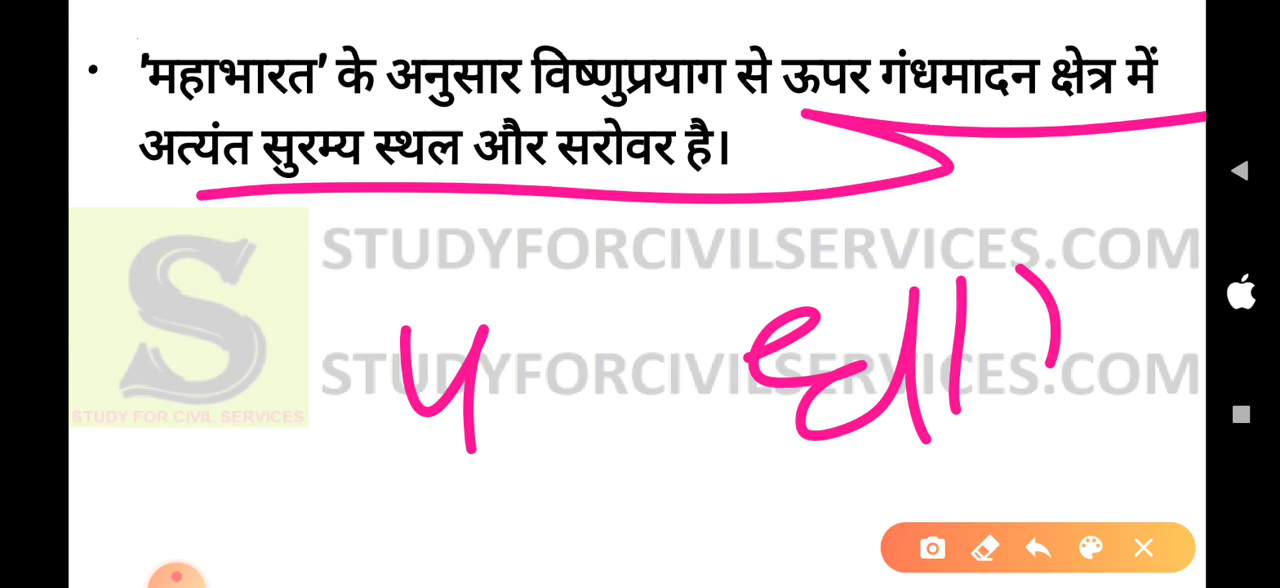 • 'महाभारत' के अनुसार विष्णुप्रयाग से ऊपर गंधमादन क्षेत्र में
अत्यंत सुरम्य स्थल और सरोवर है।
STUDYFORCIVILSERVICES.COM
STUDYFORCIVILSERVICES.COM
S
STUDY FOR CIVIL SERVICES